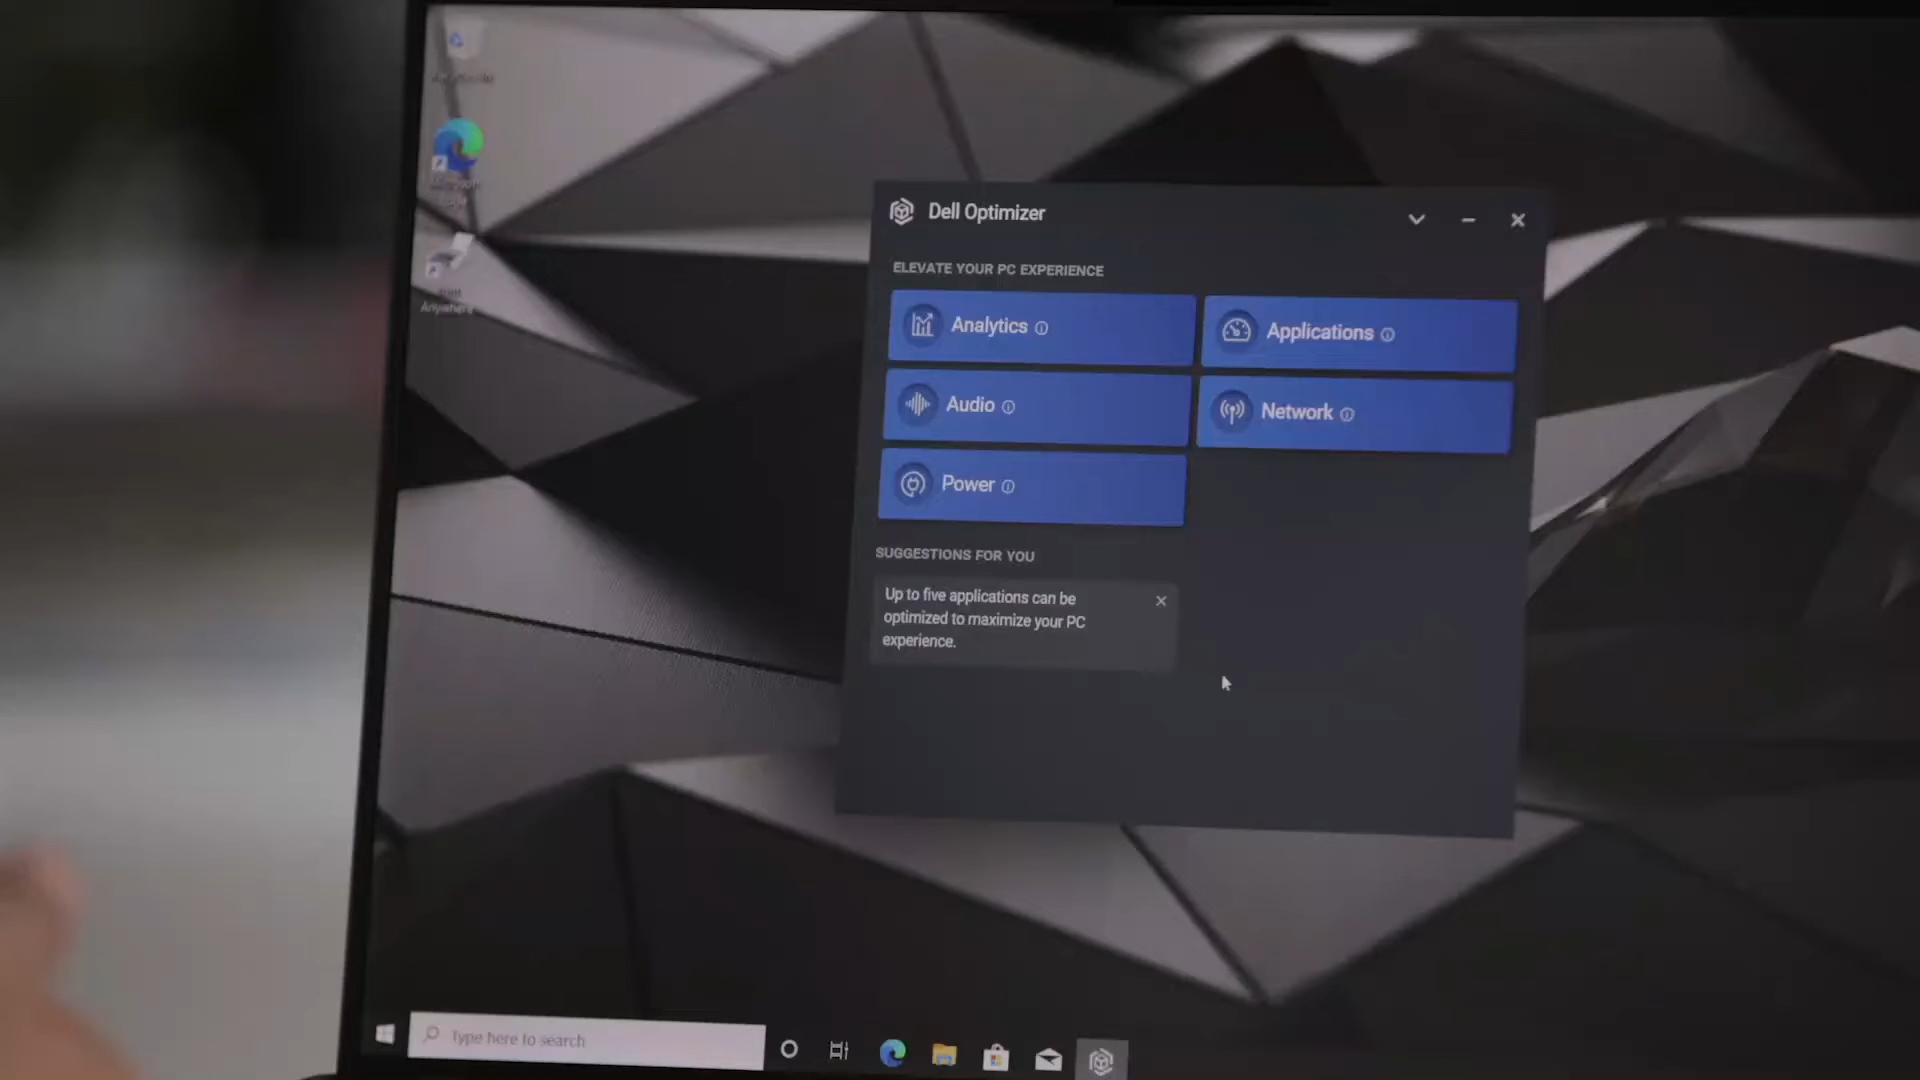 Dell Optimizer
ELEVATE YOUR PC EXPERIENCE
Analytics
Applications
Audio
Network
Power
SUGGESTIONS FOR YOU
Up to five applications can be
optimized to maximize your PC
experience.
Anywhere
Type here to search